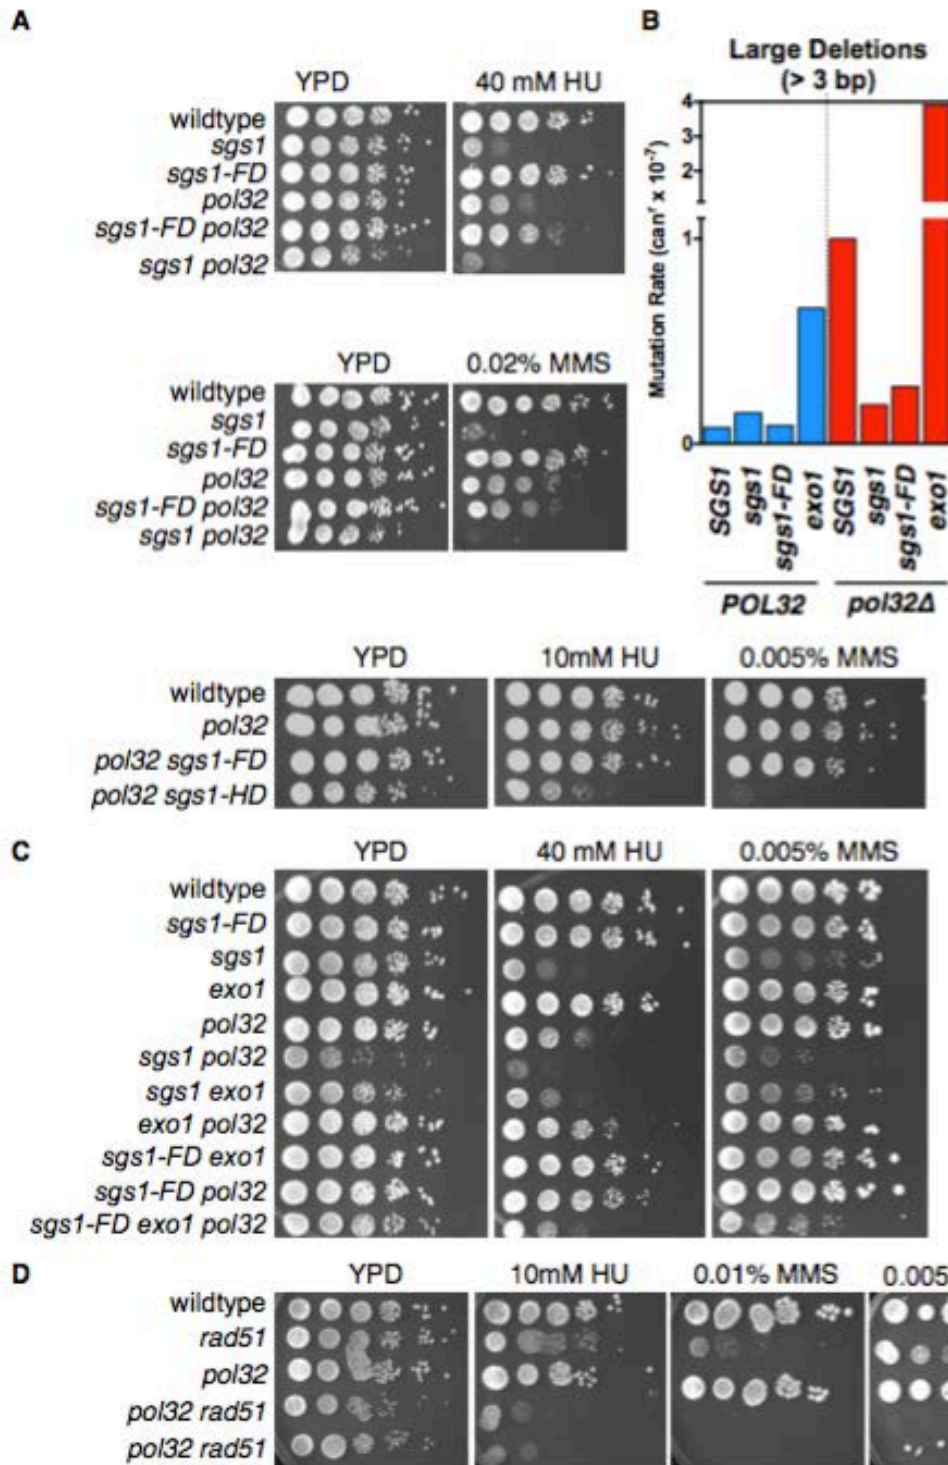 A
YPD 40 mM HU
wildtype
sgs1
sgs1-FD
pol32
sgs1-FD pol32
sgs1 pol32
YPD 0.02% MMS
wildtype
sgs1
sgs1-FD
pol32
sgs1-FD pol32
sgs1 pol32
YPD 10mM HU 0.005% MMS
wildtype
pol32
pol32 sgs1-FD
pol32 sgs1-HD
B
Large Deletions
(> 3 bp)
Mutation Rate (canʳ x 10⁻⁷)
4
3
2
1
0
SGS1 sgs1 sgs1-FD exo1 SGS1 sgs1 sgs1-FD exo1
POL32 pol32Δ
C
YPD 40 mM HU 0.005% MMS
wildtype
sgs1-FD
sgs1
exo1
pol32
sgs1 pol32
sgs1 exo1
exo1 pol32
sgs1-FD exo1
sgs1-FD pol32
sgs1-FD exo1 pol32
D
YPD 10mM HU 0.01% MMS 0.005
wildtype
rad51
pol32
pol32 rad51
pol32 rad51